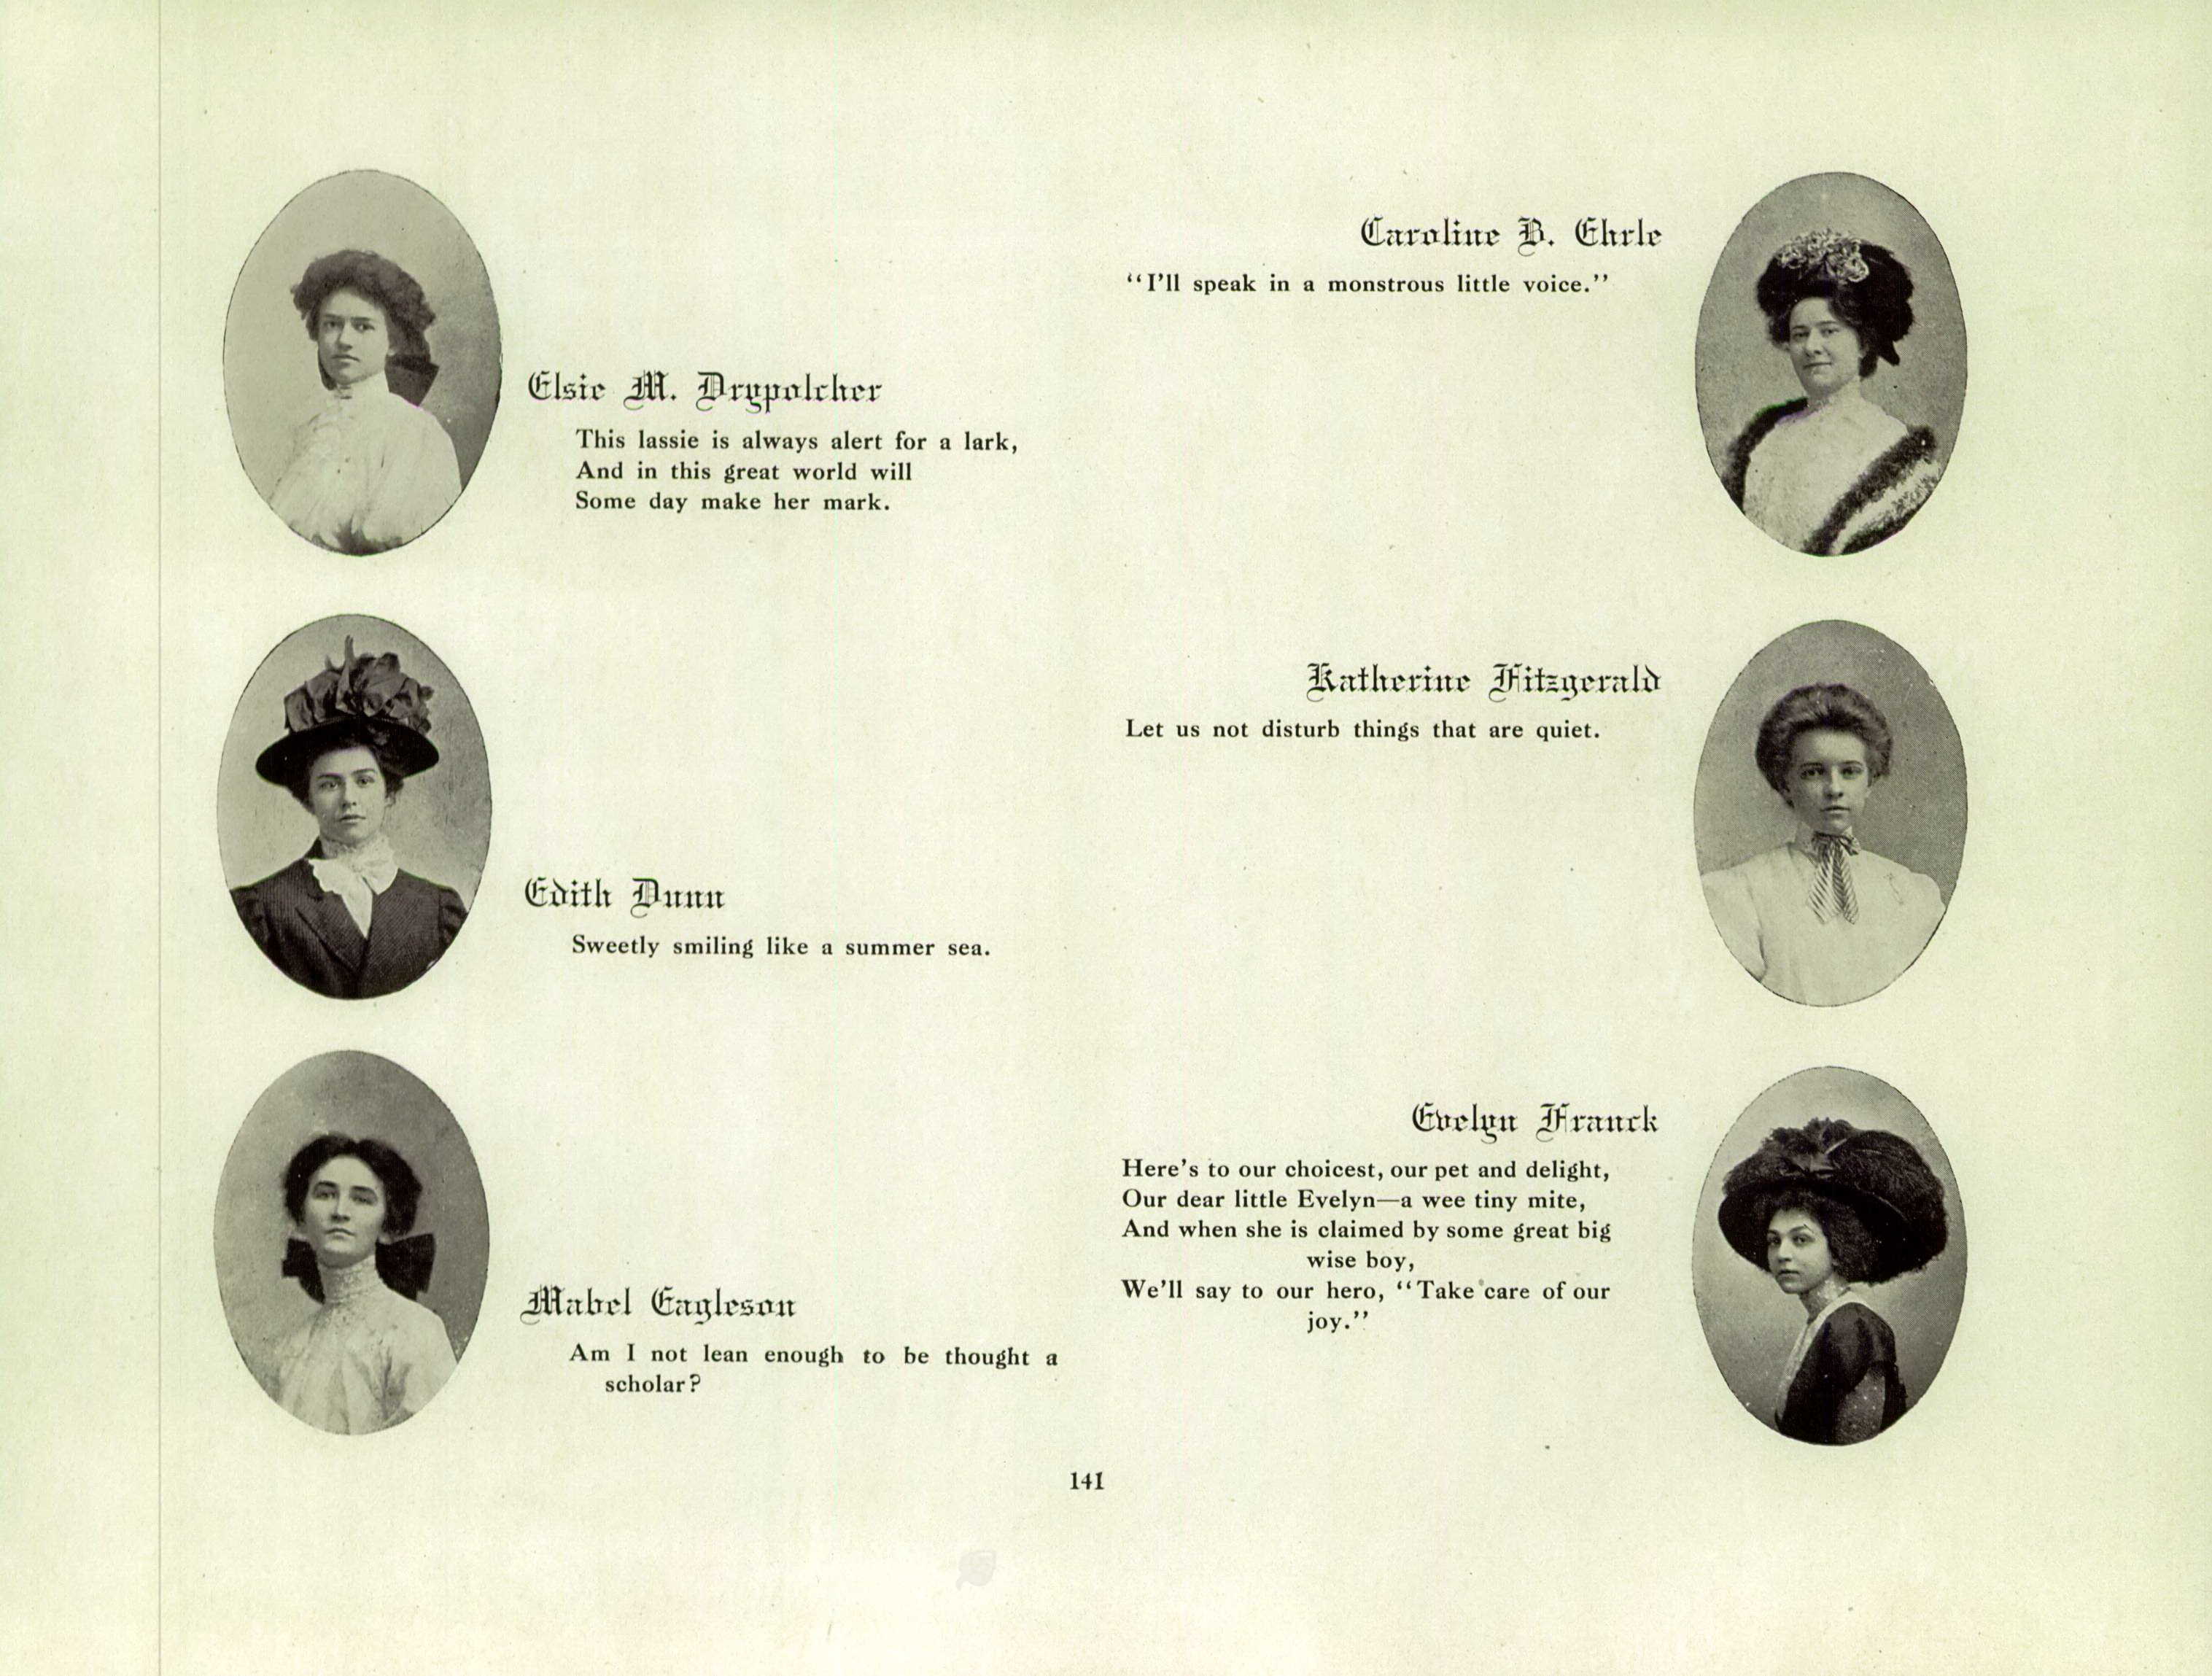 Elsie M. Drypolcher
This lassie is always alert for a lark,
And in this great world will
Some day make her mark.
Edith Dunn
Sweetly smiling like a summer sea.
Mabel Eagleson
Am I not lean enough to be thought a
scholar?
Caroline B. Ehrle
“I’ll speak in a monstrous little voice.”
Katherine Fitzgerald
Let us not disturb things that are quiet.
Evelyn Franck
Here’s to our choicest, our pet and delight,
Our dear little Evelyn—a wee tiny mite,
And when she is claimed by some great big
wise boy,
We’ll say to our hero, “Take care of our
joy.”
141